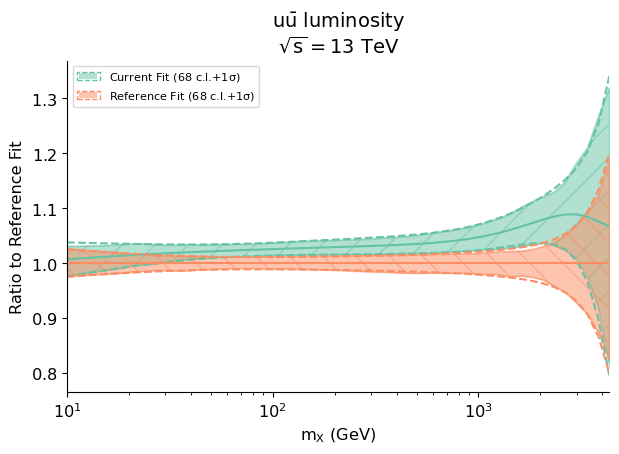 uū luminosity
√s = 13 TeV
Current Fit (68 c.l.+1σ)
Reference Fit (68 c.l.+1σ)
Ratio to Reference Fit
1.3
1.2
1.1
1.0
0.9
0.8
10¹
10²
10³
m_X (GeV)